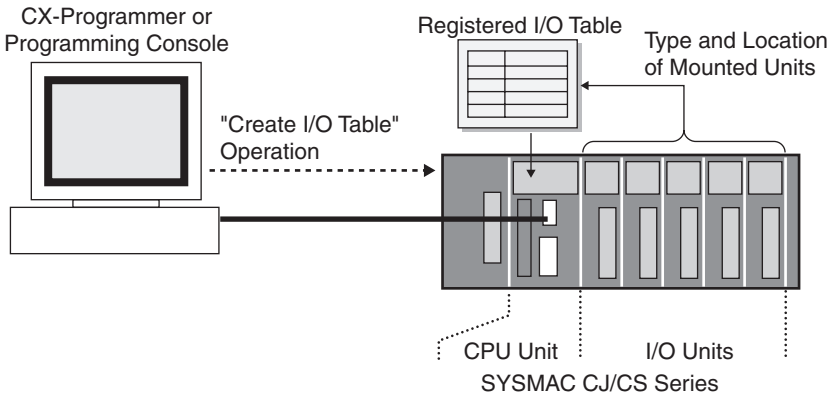 CX-Programmer or
Programming Console
Registered I/O Table
Type and Location
of Mounted Units
"Create I/O Table"
Operation
CPU Unit
I/O Units
SYSMAC CJ/CS Series